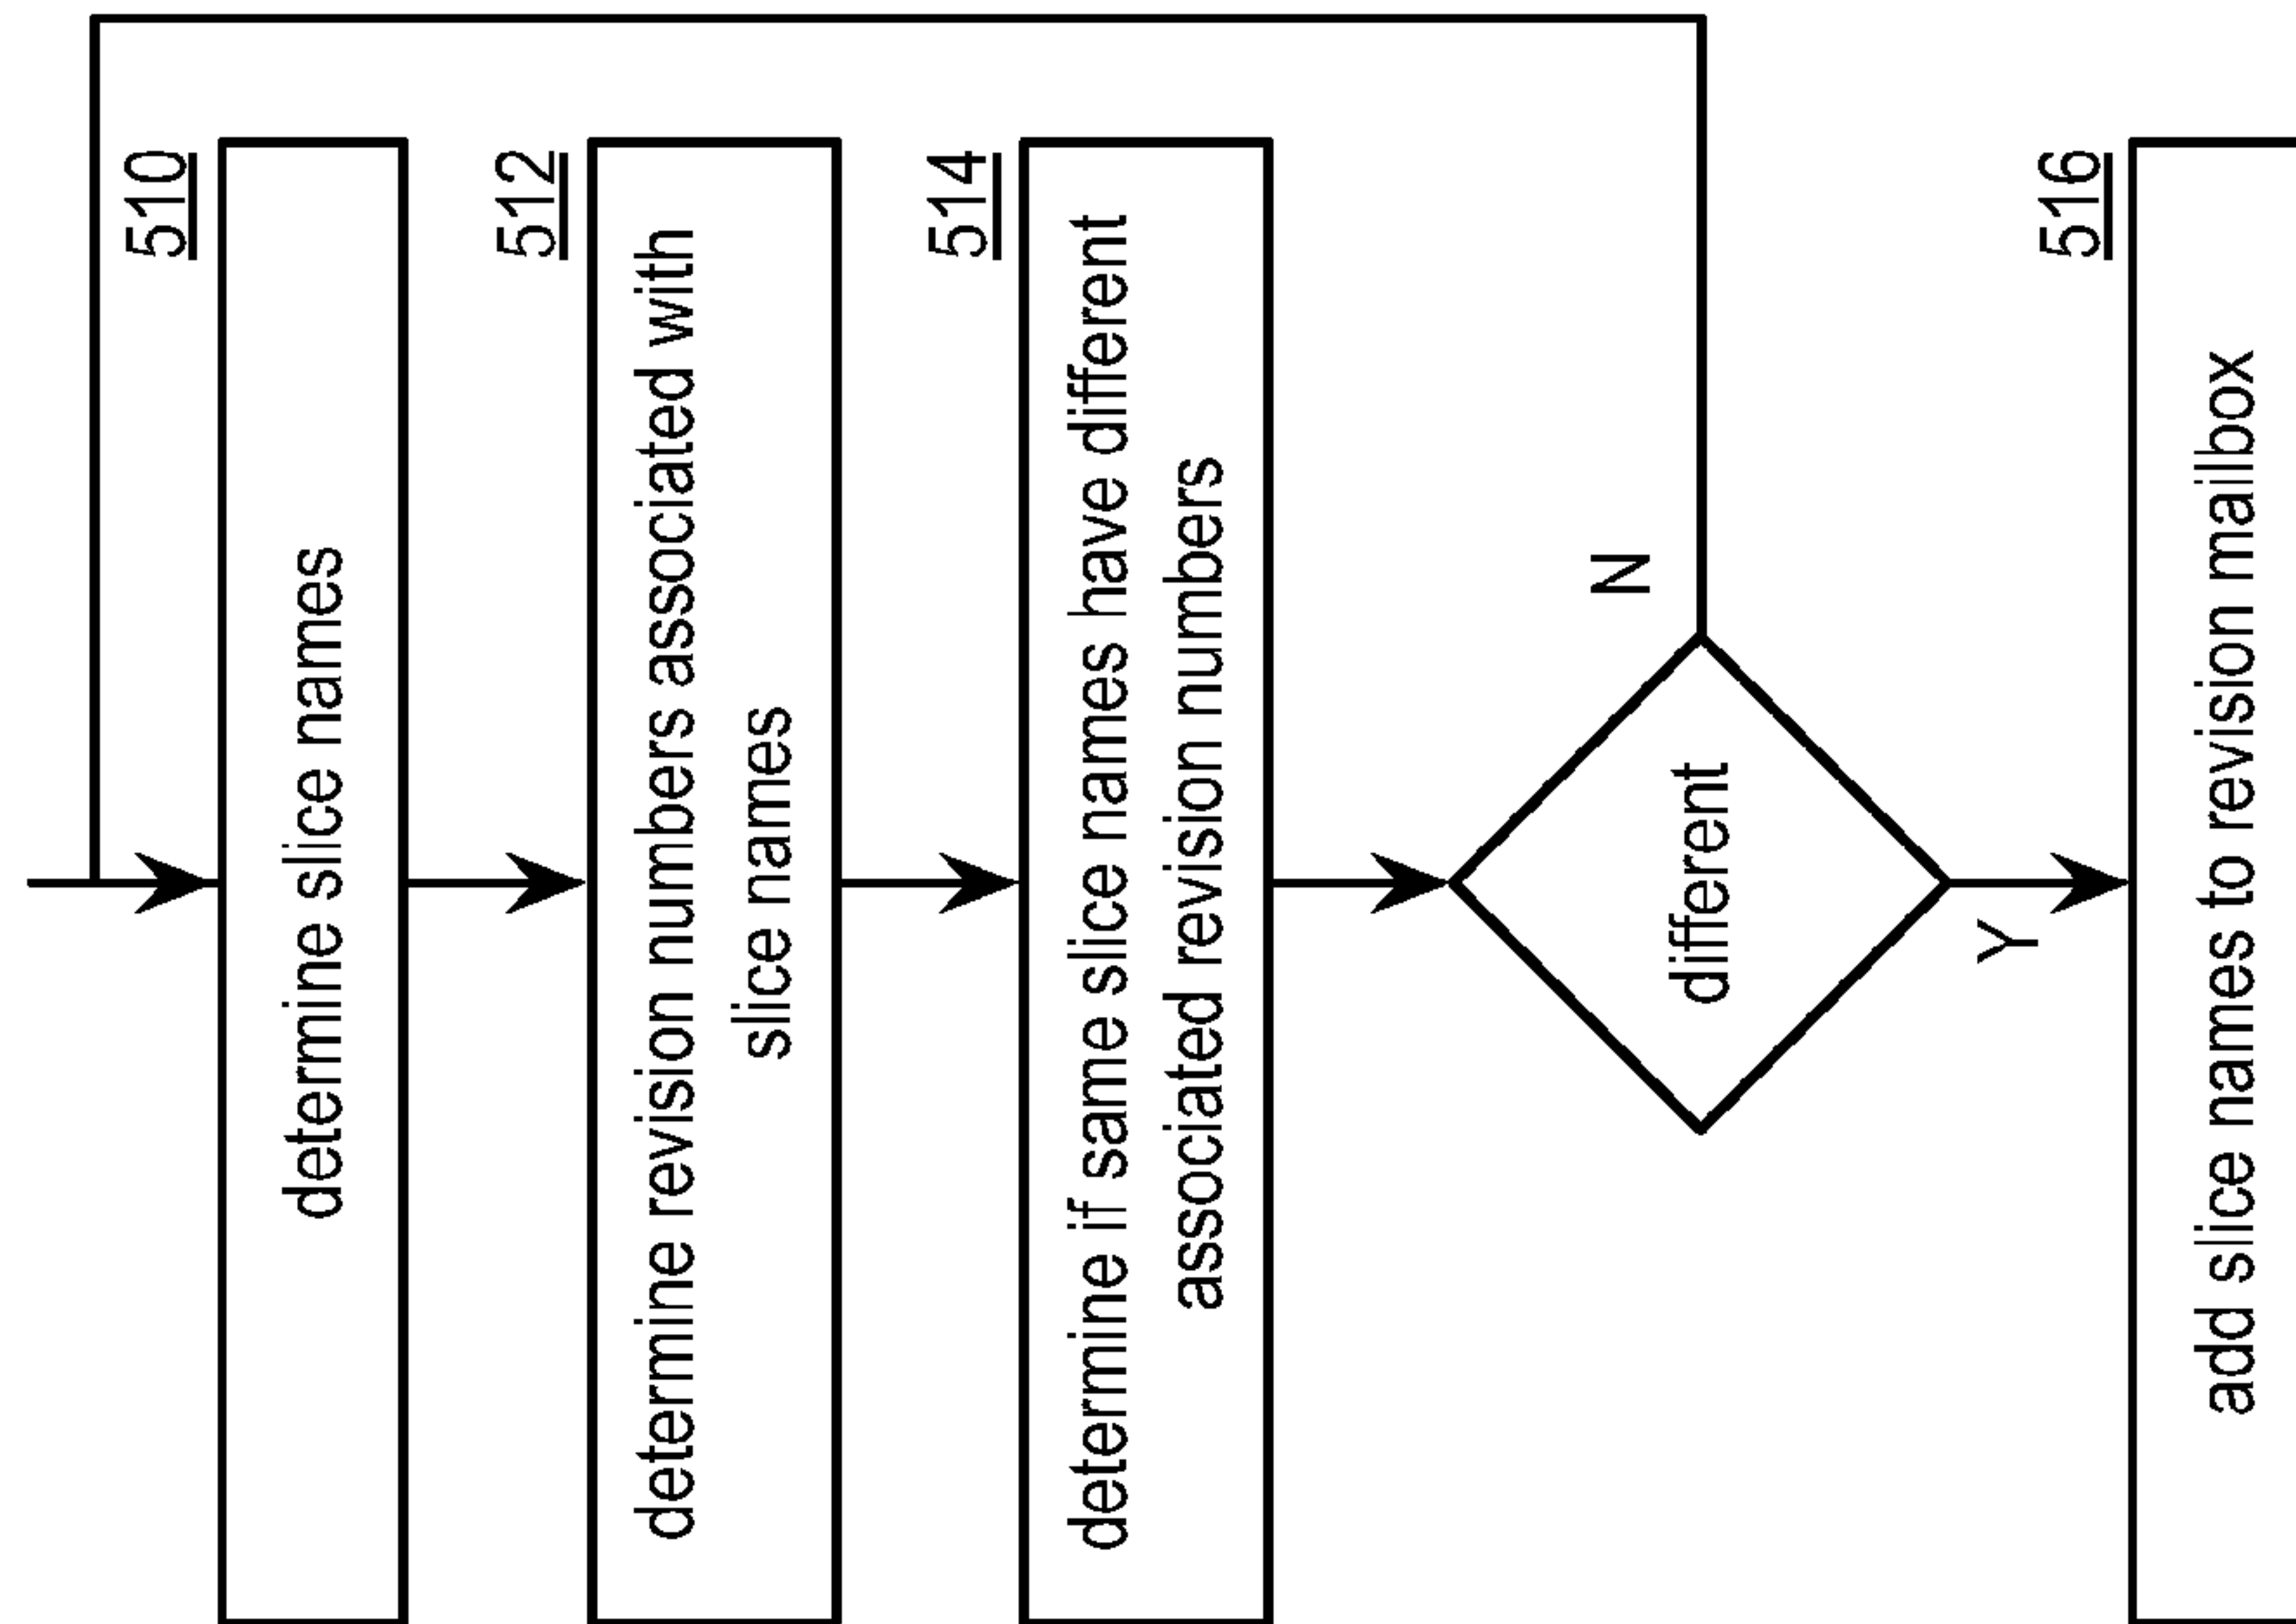 510
determine slice names
512
determine revision numbers associated with
slice names
514
determine if same slice names have different
associated revision numbers
different
N
Y
516
add slice names to revision mailbox